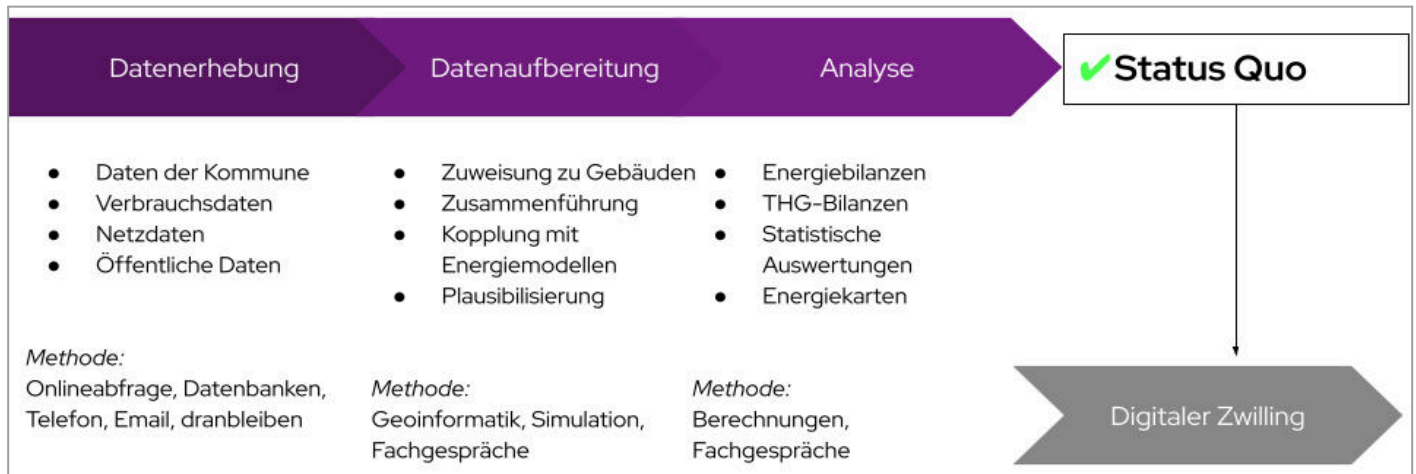 Datenerhebung
Datenaufbereitung
Analyse
✔Status Quo
● Daten der Kommune
● Verbrauchsdaten
● Netzdaten
● Öffentliche Daten
Methode:
Onlineabfrage, Datenbanken,
Telefon, Email, dranbleiben
● Zuweisung zu Gebäuden
● Zusammenführung
● Kopplung mit
Energiemodellen
● Plausibilisierung
Methode:
Geoinformatik, Simulation,
Fachgespräche
● Energiebilanzen
● THG-Bilanzen
● Statistische
Auswertungen
● Energiekarten
Methode:
Berechnungen,
Fachgespräche
Digitaler Zwilling